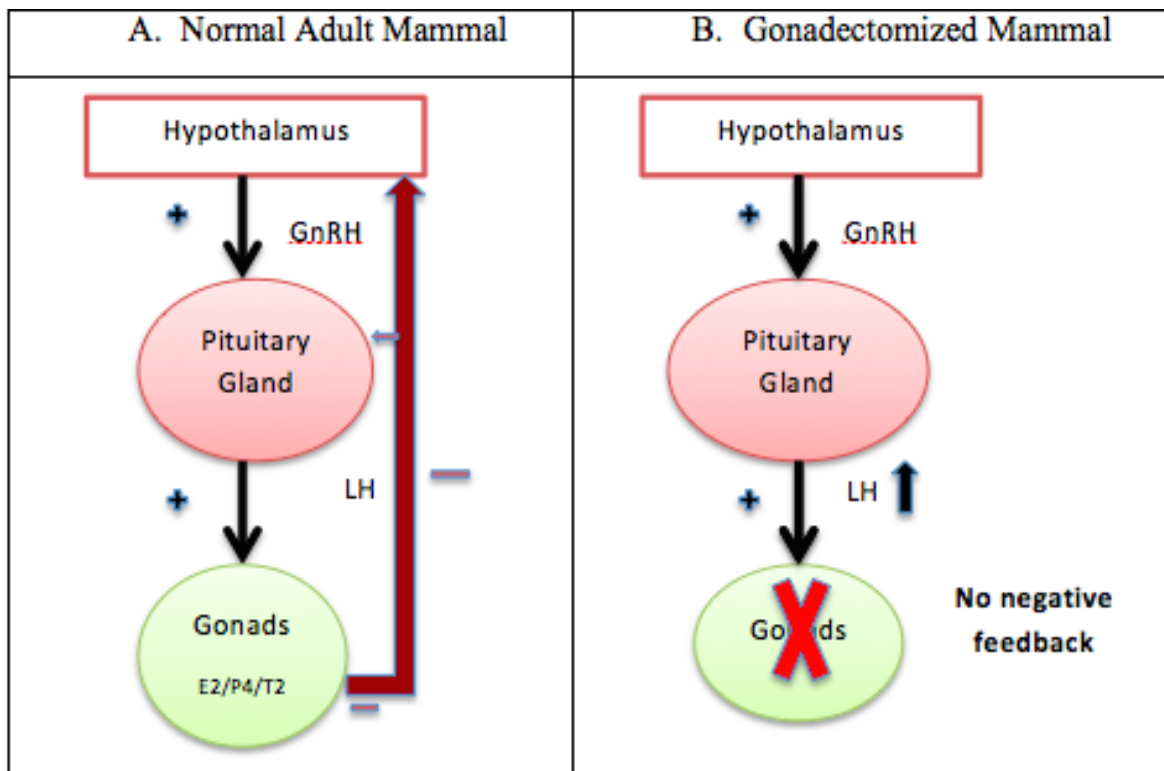 A. Normal Adult Mammal
Hypothalamus
+
GnRH
Pituitary
Gland
+
LH
Gonads
E2/P4/T2
B. Gonadectomized Mammal
Hypothalamus
+
GnRH
Pituitary
Gland
+
LH
Gonads
No negative
feedback